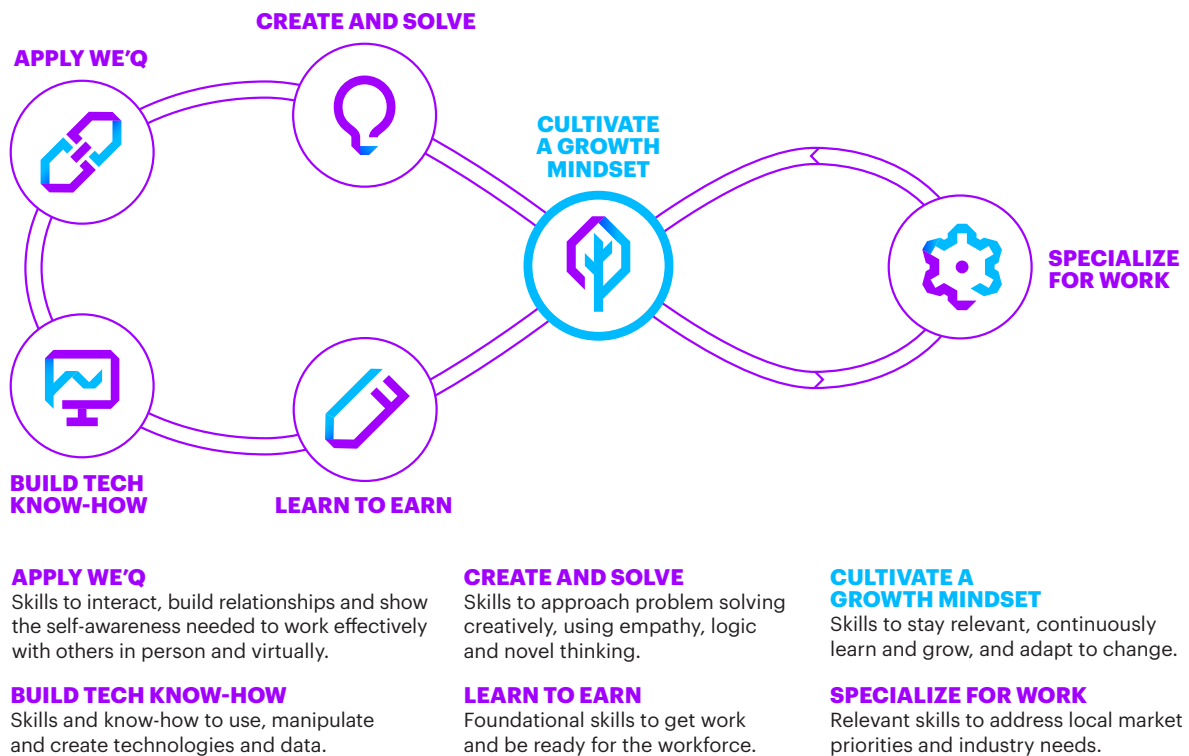 CREATE AND SOLVE
APPLY WE’Q
CULTIVATE
A GROWTH
MINDSET
SPECIALIZE
FOR WORK
BUILD TECH
KNOW-HOW
LEARN TO EARN
APPLY WE’Q
Skills to interact, build relationships and show
the self-awareness needed to work effectively
with others in person and virtually.
CREATE AND SOLVE
Skills to approach problem solving
creatively, using empathy, logic
and novel thinking.
CULTIVATE A
GROWTH MINDSET
Skills to stay relevant, continuously
learn and grow, and adapt to change.
BUILD TECH KNOW-HOW
Skills and know-how to use, manipulate
and create technologies and data.
LEARN TO EARN
Foundational skills to get work
and be ready for the workforce.
SPECIALIZE FOR WORK
Relevant skills to address local market
priorities and industry needs.